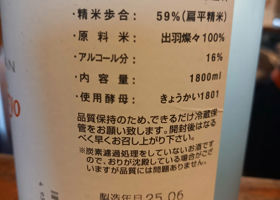 ・精米歩合: 59%(扁平精米)
・原料米: 出羽燦々100%
・アルコール分: 16%
・内容量: 1800ml
・使用酵母: きょうかい1801
品質保持のため、できるだけ冷蔵保
管をお願い致します。開封後はなる
べく早くお召し上がり下さい。
※炭素濾過処理をしていないお酒ですの
で、おりが沈殿している場合がござ
いますが品質には問題ありません。
製造年月 25.06